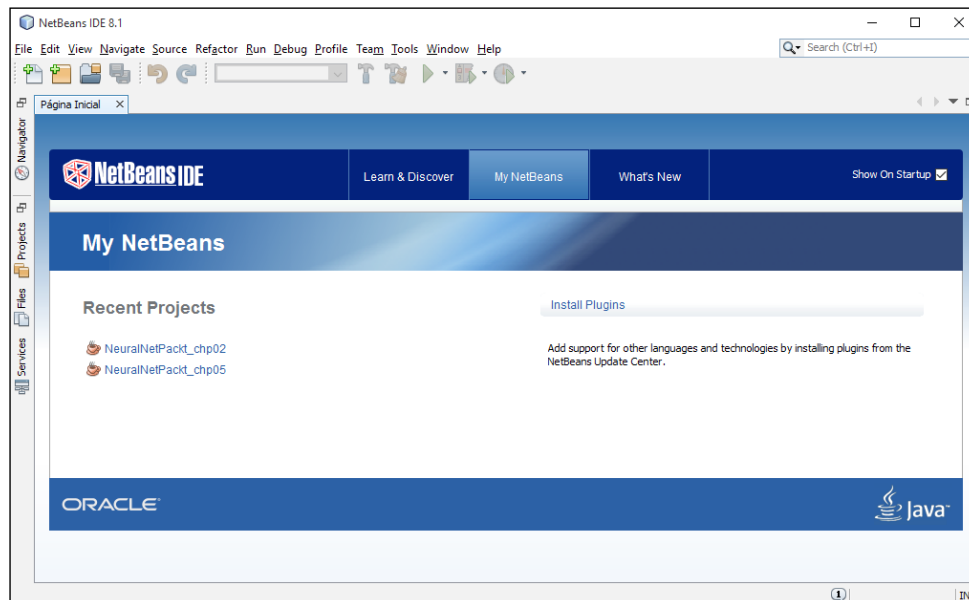 NetBeans IDE 8.1
File Edit View Navigate Source Refactor Run Debug Profile Team Tools Window Help
Search (Ctrl+I)
Página Inicial
Navigator
Projects
Files
Services
NetBeans IDE
Learn & Discover
My NetBeans
What's New
Show On Startup
My NetBeans
Recent Projects
NeuralNetPackt_chp02
NeuralNetPackt_chp05
Install Plugins
Add support for other languages and technologies by installing plugins from the
NetBeans Update Center.
ORACLE
Java
1
IN